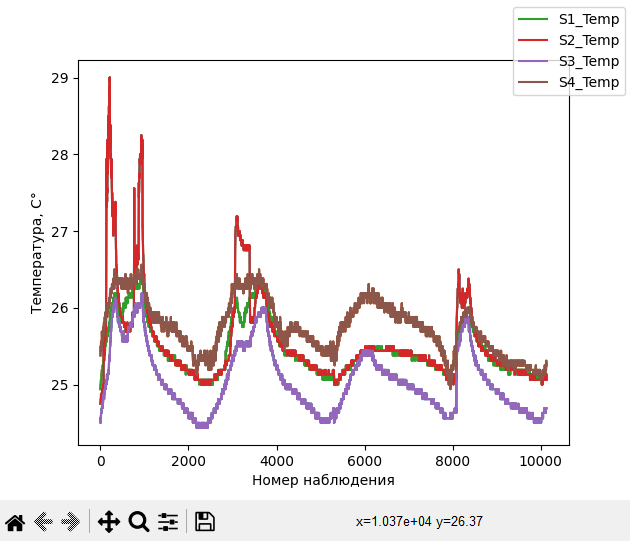 S1_Temp
S2_Temp
S3_Temp
S4_Temp
29
28
27
26
25
Температура, С°
0 2000 4000 6000 8000 10000
Номер наблюдения
x=1.037e+04 y=26.37